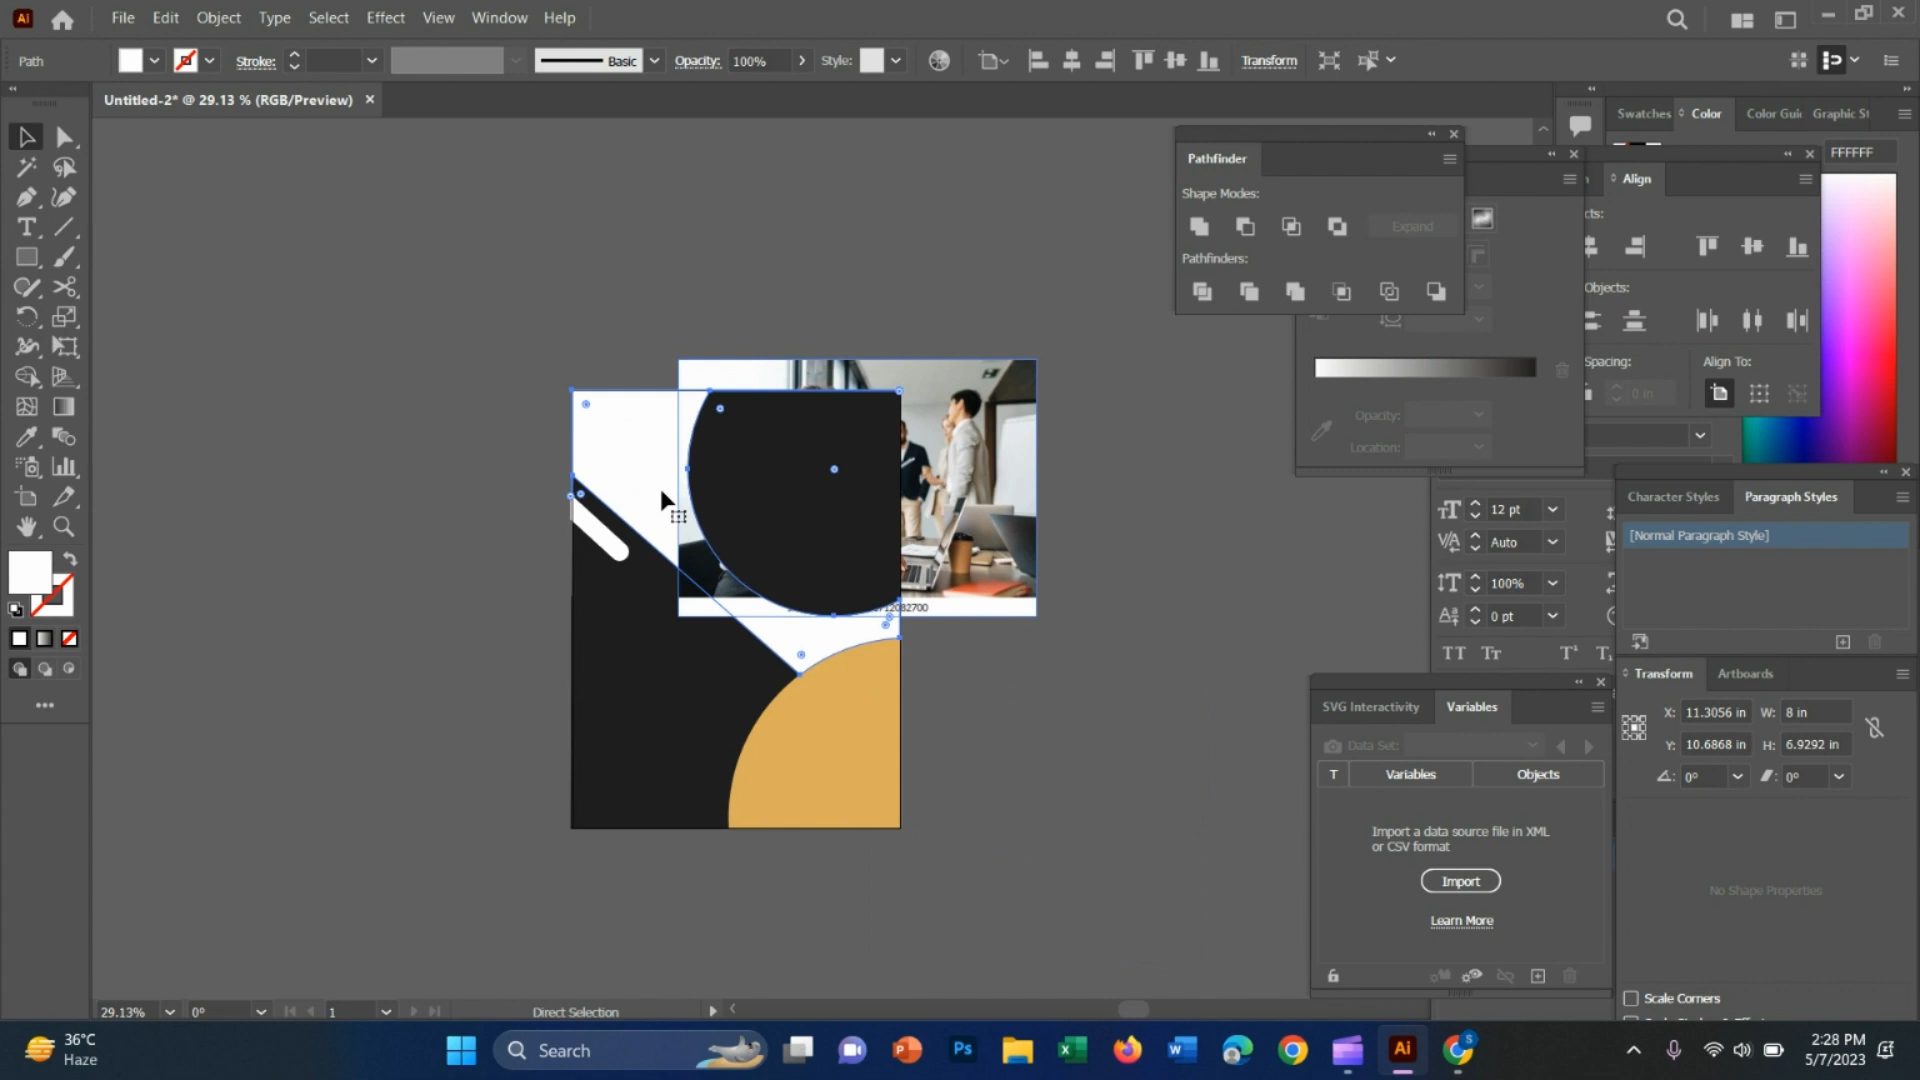 Ai
File Edit Object Type Select Effect View Window Help
Path
Stroke:
Basic
Opacity: 100%
Style:
Transform
Untitled-2* @ 29.13 % (RGB/Preview)
Swatches Color Color Gui Graphic St
FFFFFF
Pathfinder
Shape Modes:
Expand
Pathfinders:
Align
cts:
Objects:
Spacing:
Align To:
0 in
Opacity:
Location:
12 pt
Auto
100%
0 pt
Character Styles Paragraph Styles
[Normal Paragraph Style]
Transform Artboards
X: 11.3056 in W: 8 in
Y: 10.6868 in H: 6.9292 in
0° 0°
No Shape Properties
Scale Corners
SVG Interactivity Variables
Data Set:
T Variables Objects
Import a data source file in XML
or CSV format
Import
Learn More
29.13% 0° 1 Direct Selection
36°C
Haze
Search
2:28 PM
5/7/2023